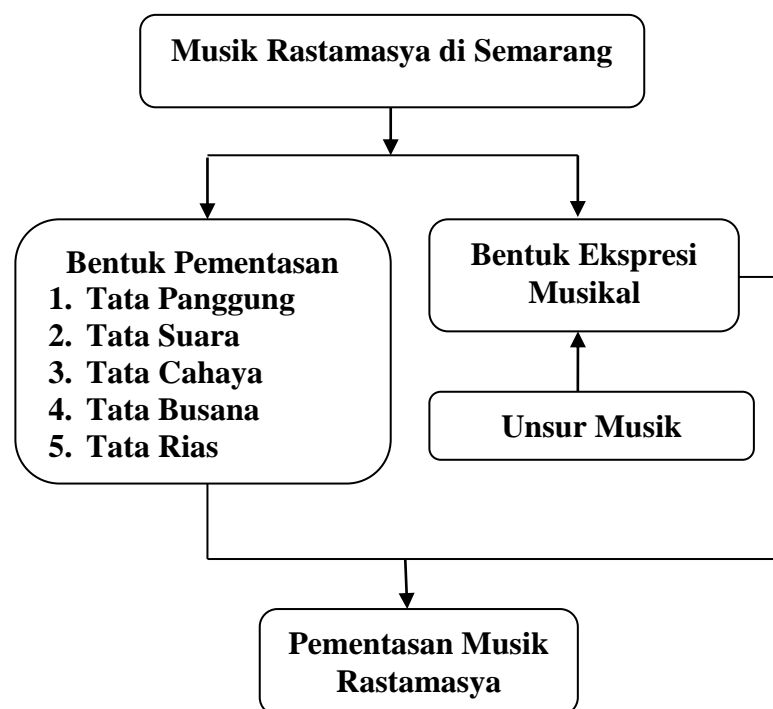 Musik Rastamasya di Semarang
Bentuk Pementasan
1. Tata Panggung
2. Tata Suara
3. Tata Cahaya
4. Tata Busana
5. Tata Rias
Bentuk Ekspresi
Musikal
Unsur Musik
Pementasan Musik
Rastamasya